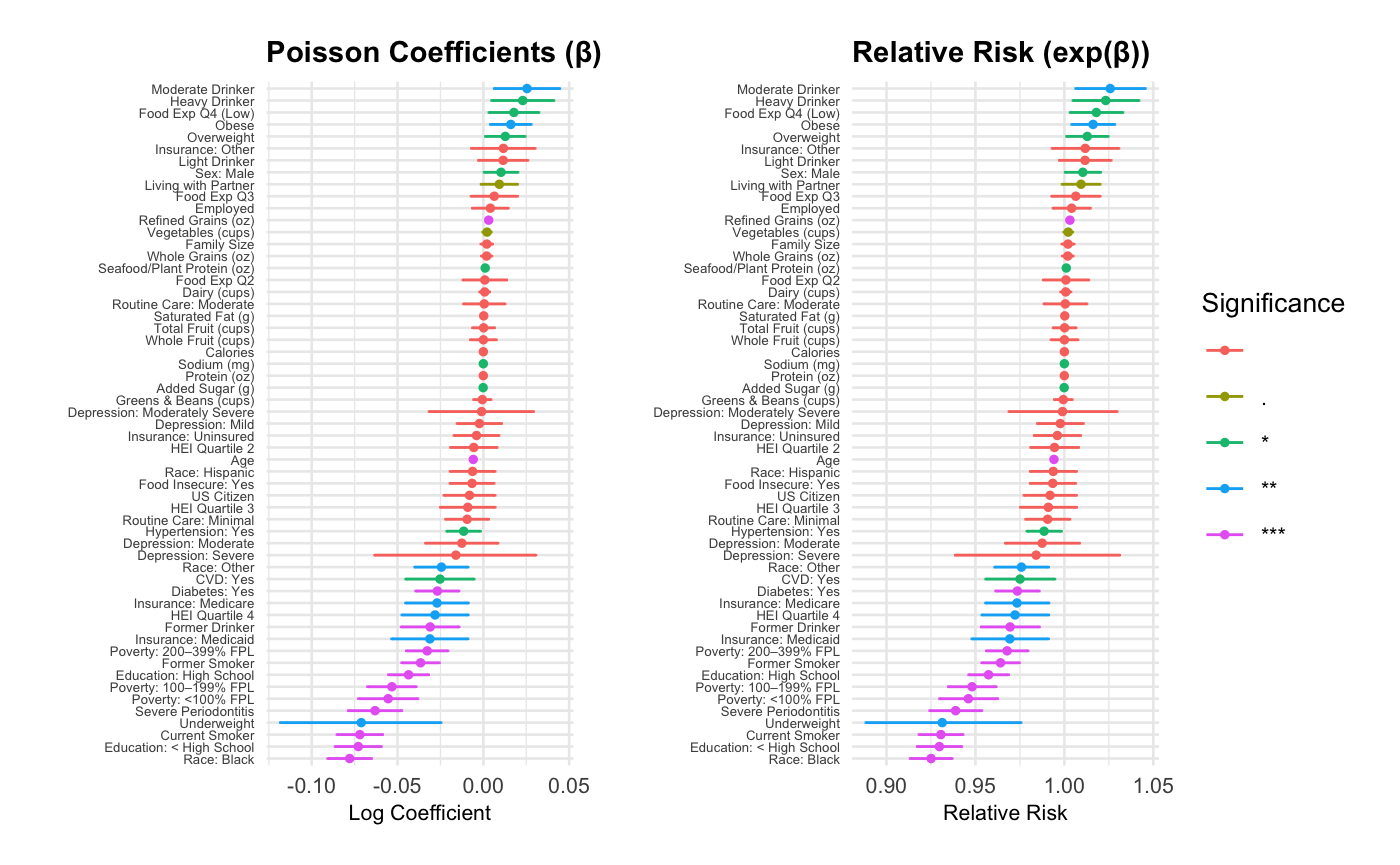 Poisson Coefficients (β)
Moderate Drinker
Heavy Drinker
Food Exp Q4 (Low)
Obese
Overweight
Insurance: Other
Light Drinker
Sex: Male
Living with Partner
Food Exp Q3
Employed
Refined Grains (oz)
Vegetables (cups)
Family Size
Whole Grains (oz)
Seafood/Plant Protein (oz)
Food Exp Q2
Dairy (cups)
Routine Care: Moderate
Saturated Fat (g)
Total Fruit (cups)
Whole Fruit (cups)
Calories
Sodium (mg)
Protein (oz)
Added Sugar (g)
Greens & Beans (cups)
Depression: Moderately Severe
Depression: Mild
Insurance: Uninsured
HEI Quartile 2
Age
Race: Hispanic
Food Insecure: Yes
US Citizen
HEI Quartile 3
Routine Care: Minimal
Hypertension: Yes
Depression: Moderate
Depression: Severe
Race: Other
CVD: Yes
Diabetes: Yes
Insurance: Medicare
HEI Quartile 4
Former Drinker
Insurance: Medicaid
Poverty: 200–399% FPL
Former Smoker
Education: High School
Poverty: 100–199% FPL
Poverty: <100% FPL
Severe Periodontitis
Underweight
Current Smoker
Education: < High School
Race: Black
-0.10 -0.05 0.00 0.05
Log Coefficient
Relative Risk (exp(β))
Moderate Drinker
Heavy Drinker
Food Exp Q4 (Low)
Obese
Overweight
Insurance: Other
Light Drinker
Sex: Male
Living with Partner
Food Exp Q3
Employed
Refined Grains (oz)
Vegetables (cups)
Family Size
Whole Grains (oz)
Seafood/Plant Protein (oz)
Food Exp Q2
Dairy (cups)
Routine Care: Moderate
Saturated Fat (g)
Total Fruit (cups)
Whole Fruit (cups)
Calories
Sodium (mg)
Protein (oz)
Added Sugar (g)
Greens & Beans (cups)
Depression: Moderately Severe
Depression: Mild
Insurance: Uninsured
HEI Quartile 2
Age
Race: Hispanic
Food Insecure: Yes
US Citizen
HEI Quartile 3
Routine Care: Minimal
Hypertension: Yes
Depression: Moderate
Depression: Severe
Race: Other
CVD: Yes
Diabetes: Yes
Insurance: Medicare
HEI Quartile 4
Former Drinker
Insurance: Medicaid
Poverty: 200–399% FPL
Former Smoker
Education: High School
Poverty: 100–199% FPL
Poverty: <100% FPL
Severe Periodontitis
Underweight
Current Smoker
Education: < High School
Race: Black
0.90 0.95 1.00 1.05
Relative Risk
Significance
.
*
**
***